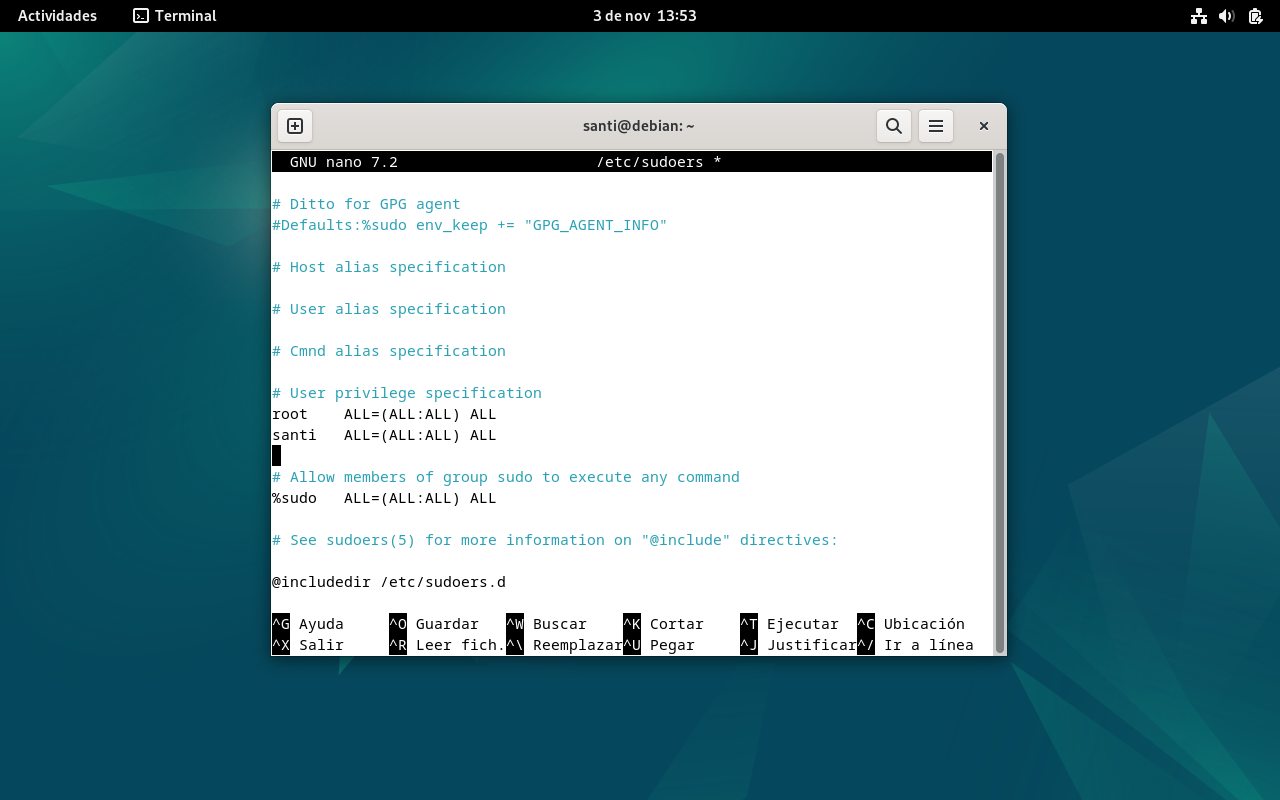 Actividades Terminal 3 de nov 13:53
santi@debian: ~
GNU nano 7.2 /etc/sudoers *
# Ditto for GPG agent
#Defaults:%sudo env_keep += "GPG_AGENT_INFO"
# Host alias specification
# User alias specification
# Cmnd alias specification
# User privilege specification
root ALL=(ALL:ALL) ALL
santi ALL=(ALL:ALL) ALL
# Allow members of group sudo to execute any command
%sudo ALL=(ALL:ALL) ALL
# See sudoers(5) for more information on "@include" directives:
@includedir /etc/sudoers.d
^G Ayuda ^O Guardar ^W Buscar ^K Cortar ^T Ejecutar ^C Ubicación
^X Salir ^R Leer fich. ^\ Reemplazar ^U Pegar ^J Justificar ^/ Ir a línea